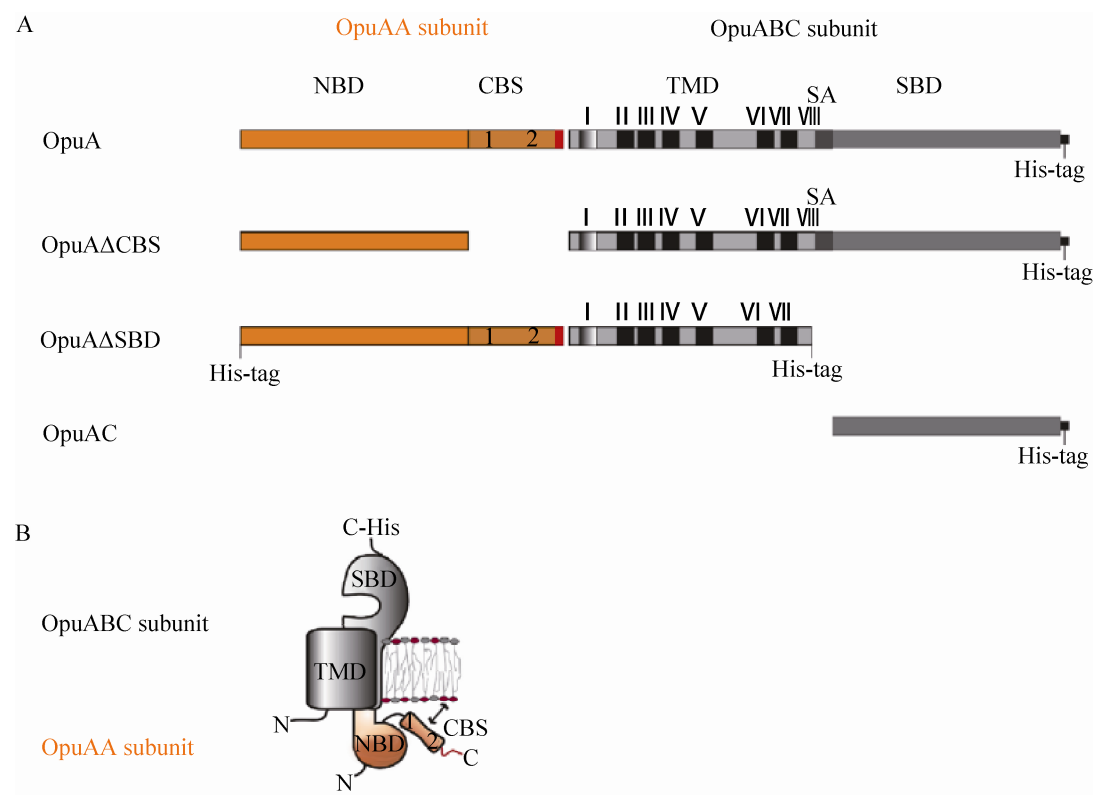 A
OpuAA subunit OpuABC subunit
NBD CBS TMD SA SBD
I II III IV V VI VII VIII
OpuA 1 2
His-tag
SA
I II III IV V VI VII VIII
OpuAΔCBS
His-tag
I II III IV V VI VII
OpuAΔSBD 1 2
His-tag His-tag
OpuAC
His-tag
B
C-His
SBD
OpuABC subunit
TMD
N
1 CBS
OpuAA subunit NBD 2
C
N